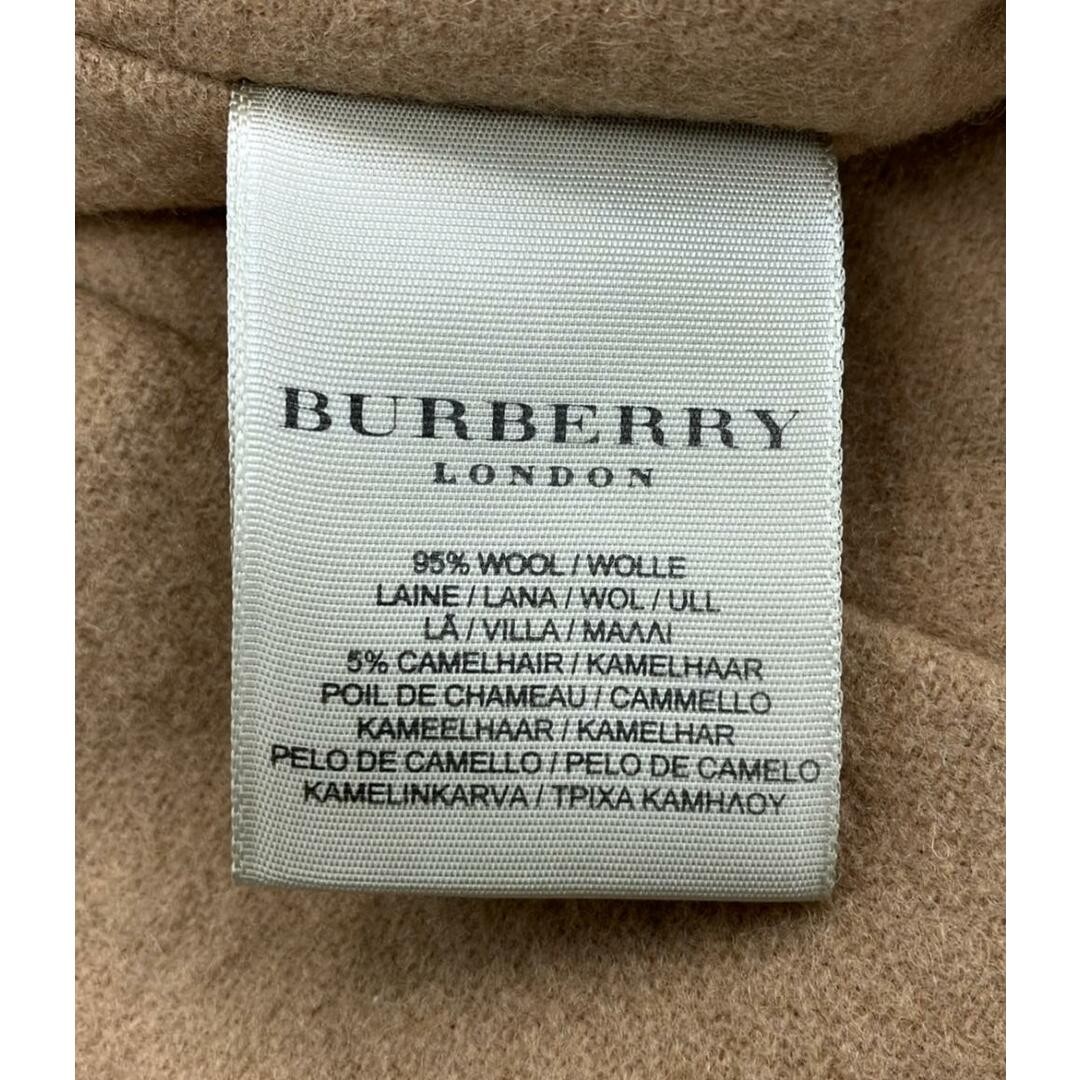 BURBERRY
LONDON
95% WOOL / WOLLE
LAINE / LANA / WOL / ULL
LÃ / VILLA / ΜΑΛΛΙ
5% CAMELHAIR / KAMELHAAR
POIL DE CHAMEAU / CAMMELLO
KAMEELHAAR / KAMELHAR
PELO DE CAMELLO / PELO DE CAMELO
KAMELINKARVA / ΤΡΙΧΑ ΚΑΜΗΛΟΥ